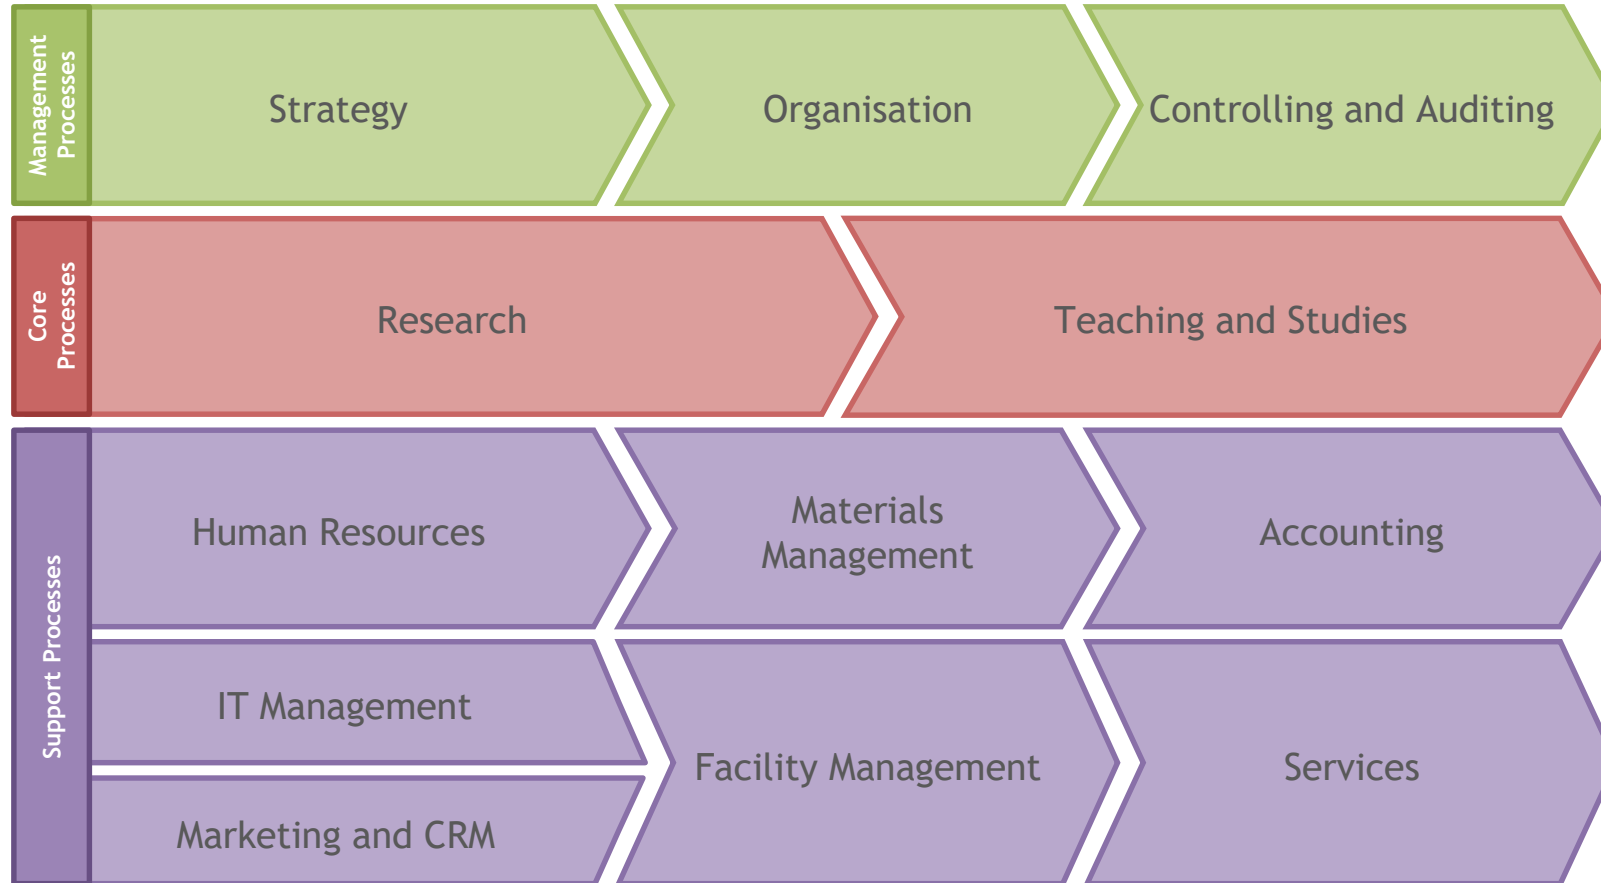 Management
Processes
Strategy
Organisation
Controlling and Auditing
Core
Processes
Research
Teaching and Studies
Support Processes
Human Resources
Materials
Management
Accounting
IT Management
Marketing and CRM
Facility Management
Services